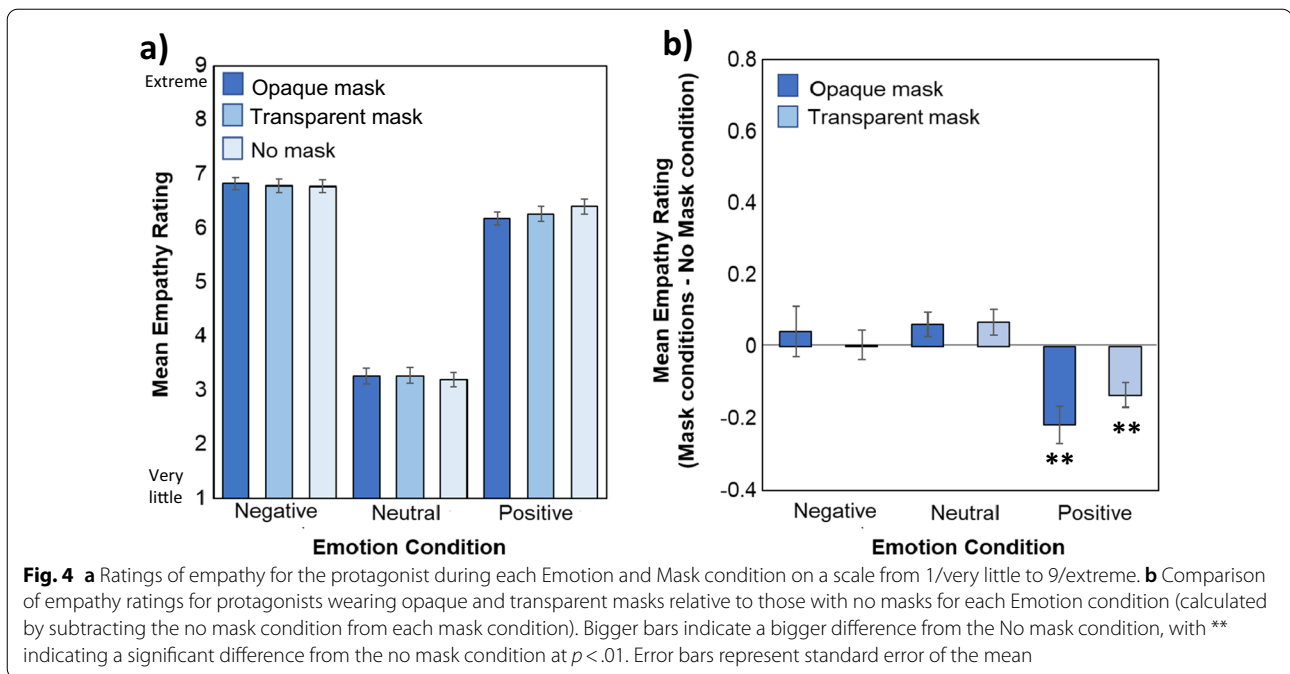 a)
9
Extreme
Opaque mask
Transparent mask
No mask
8
7
6
5
4
3
2
Very
little
1
Mean Empathy Rating
Negative
Neutral
Positive
Emotion Condition
b)
0.8
Opaque mask
Transparent mask
0.6
0.4
0.2
0
-0.2
-0.4
**
**
Mean Empathy Rating
(Mask conditions - No Mask condition)
Negative
Neutral
Positive
Emotion Condition
Fig. 4 a Ratings of empathy for the protagonist during each Emotion and Mask condition on a scale from 1/very little to 9/extreme. b Comparison
of empathy ratings for protagonists wearing opaque and transparent masks relative to those with no masks for each Emotion condition (calculated
by subtracting the no mask condition from each mask condition). Bigger bars indicate a bigger difference from the No mask condition, with **
indicating a significant difference from the no mask condition at p < .01. Error bars represent standard error of the mean